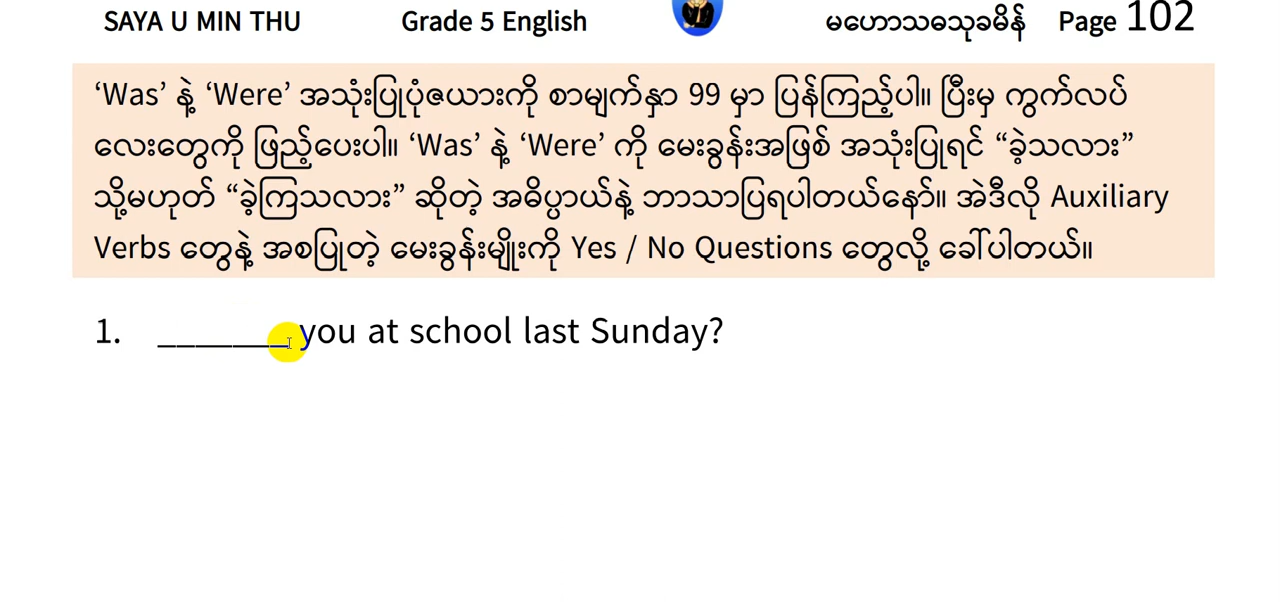 SAYA U MIN THU Grade 5 English မဟောသဓသုခမိန် Page 102
‘Was’ နဲ့ ‘Were’ အသုံးပြုပုံဇယားကို စာမျက်နှာ 99 မှာ ပြန်ကြည့်ပါ။ ပြီးမှ ကွက်လပ်
လေးတွေကို ဖြည့်ပေးပါ။ ‘Was’ နဲ့ ‘Were’ ကို မေးခွန်းအဖြစ် အသုံးပြုရင် “ခဲ့သလား”
သို့မဟုတ် “ခဲ့ကြသလား” ဆိုတဲ့ အဓိပ္ပာယ်နဲ့ ဘာသာပြရပါတယ်နော်။ အဲဒီလို Auxiliary
Verbs တွေနဲ့ အစပြုတဲ့ မေးခွန်းမျိုးကို Yes / No Questions တွေလို့ ခေါ်ပါတယ်။
1. _______ you at school last Sunday?